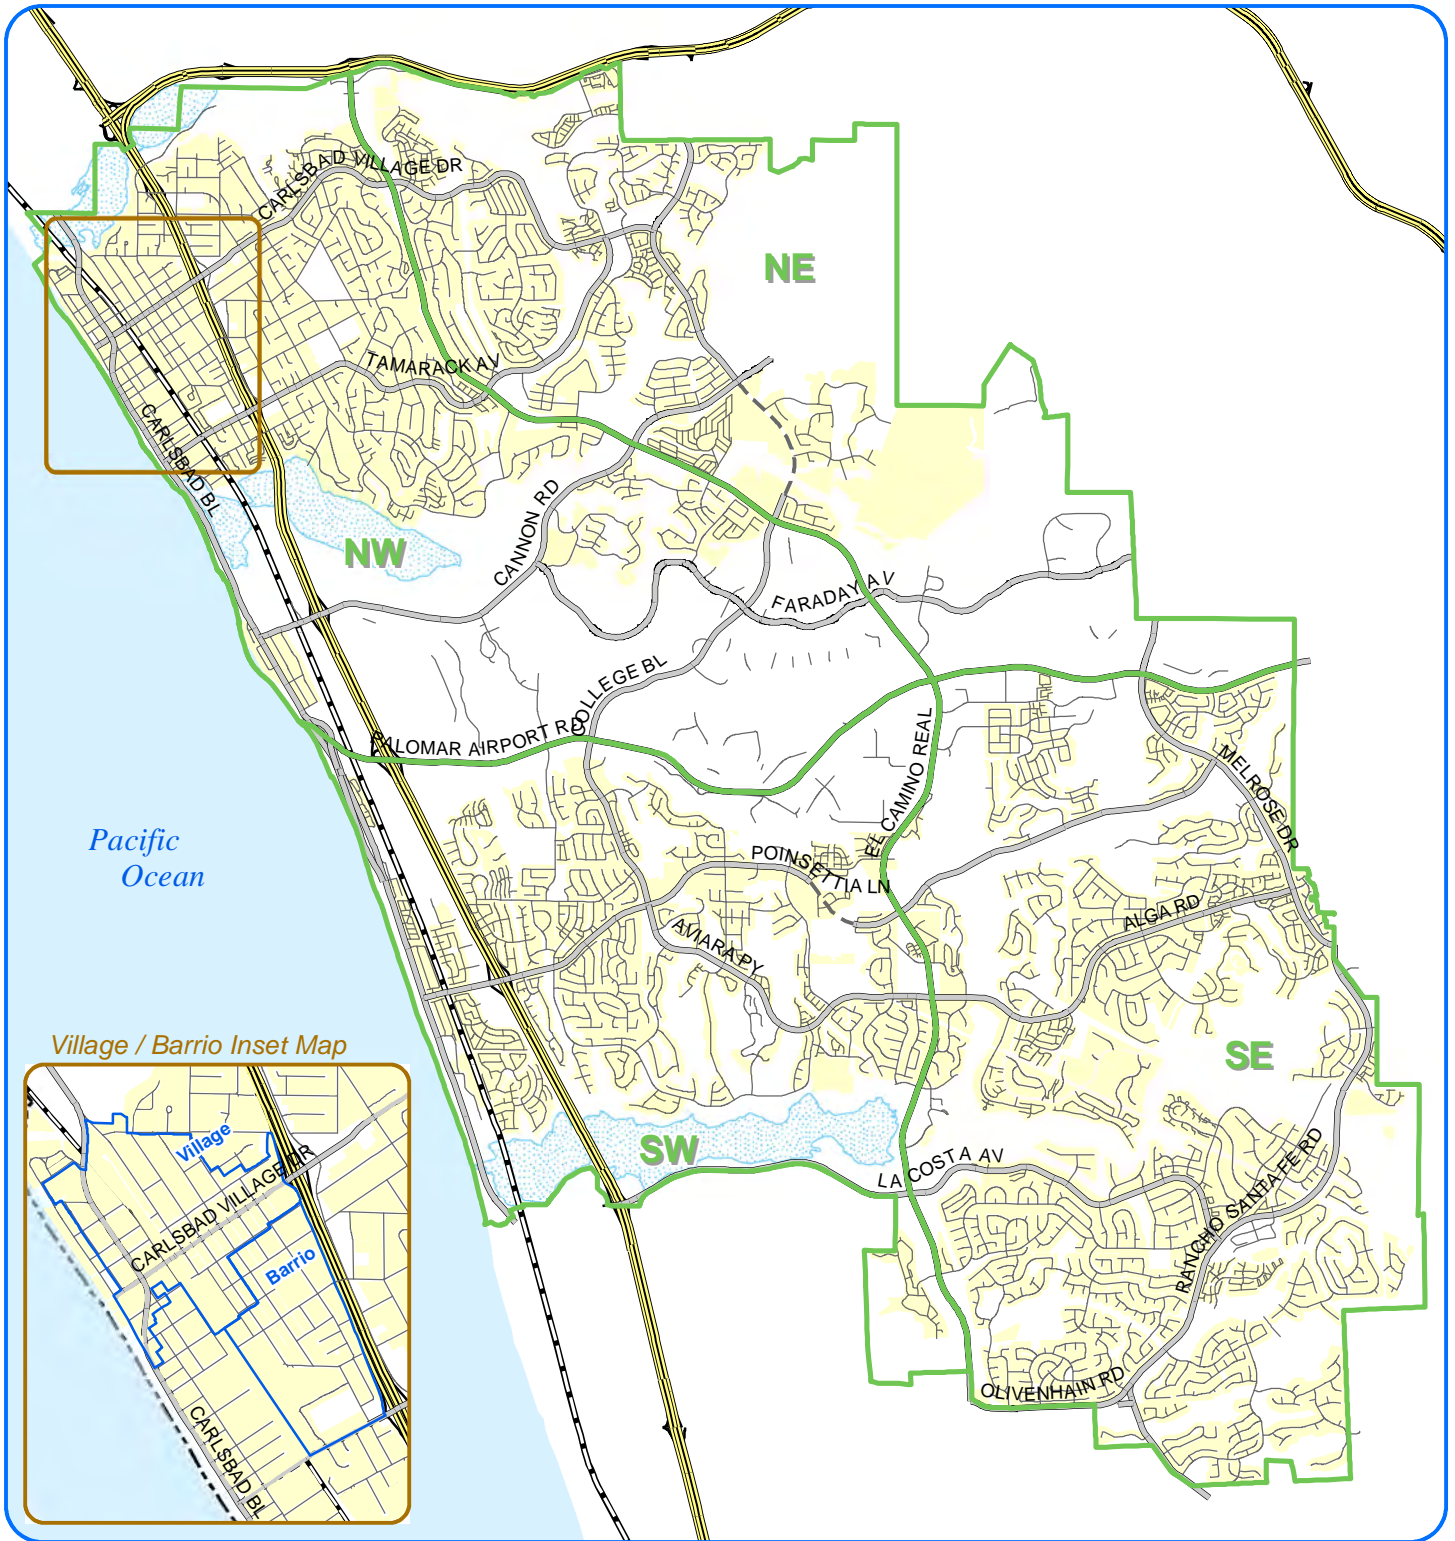 CARLSBAD VILLAGE DR
NE
TAMARACK AV
CARLSBAD BL
CANNON RD
NW
FARADAY AV
COLLEGE BL
PALOMAR AIRPORT RD
EL CAMINO REAL
MELROSE DR
Pacific
Ocean
POINSETTIA LN
ALGA RD
AVIARA PY
Village / Barrio Inset Map
SE
Village
CARLSBAD VILLAGE DR
Barrio
CARLSBAD BL
SW
LA COSTA AV
RANCHO SANTA FE RD
OLIVENHAIN RD